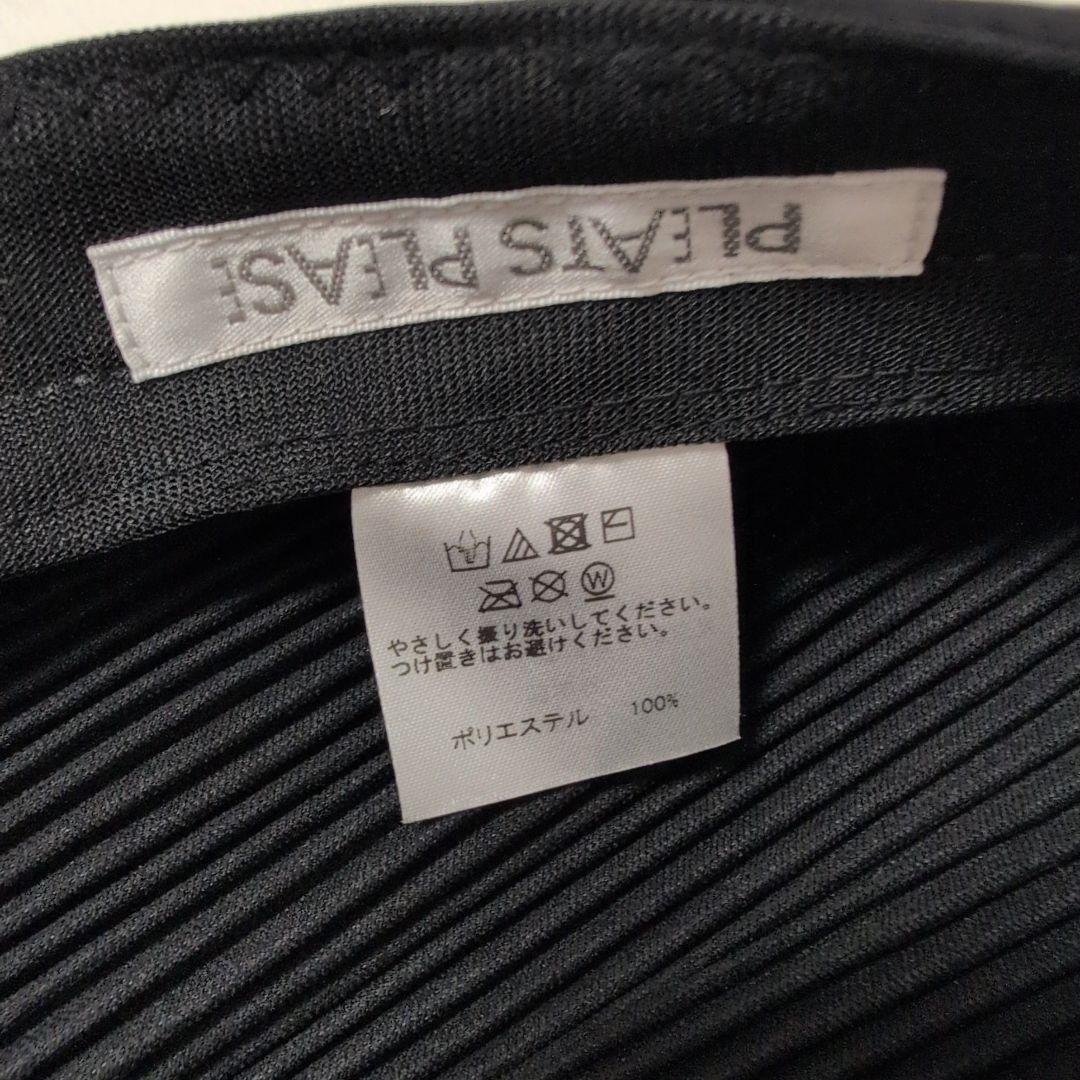 PLEATS PLEASE
W
やさしく振り洗いしてください。
つけ置きはお避けください。
ポリエステル 100%